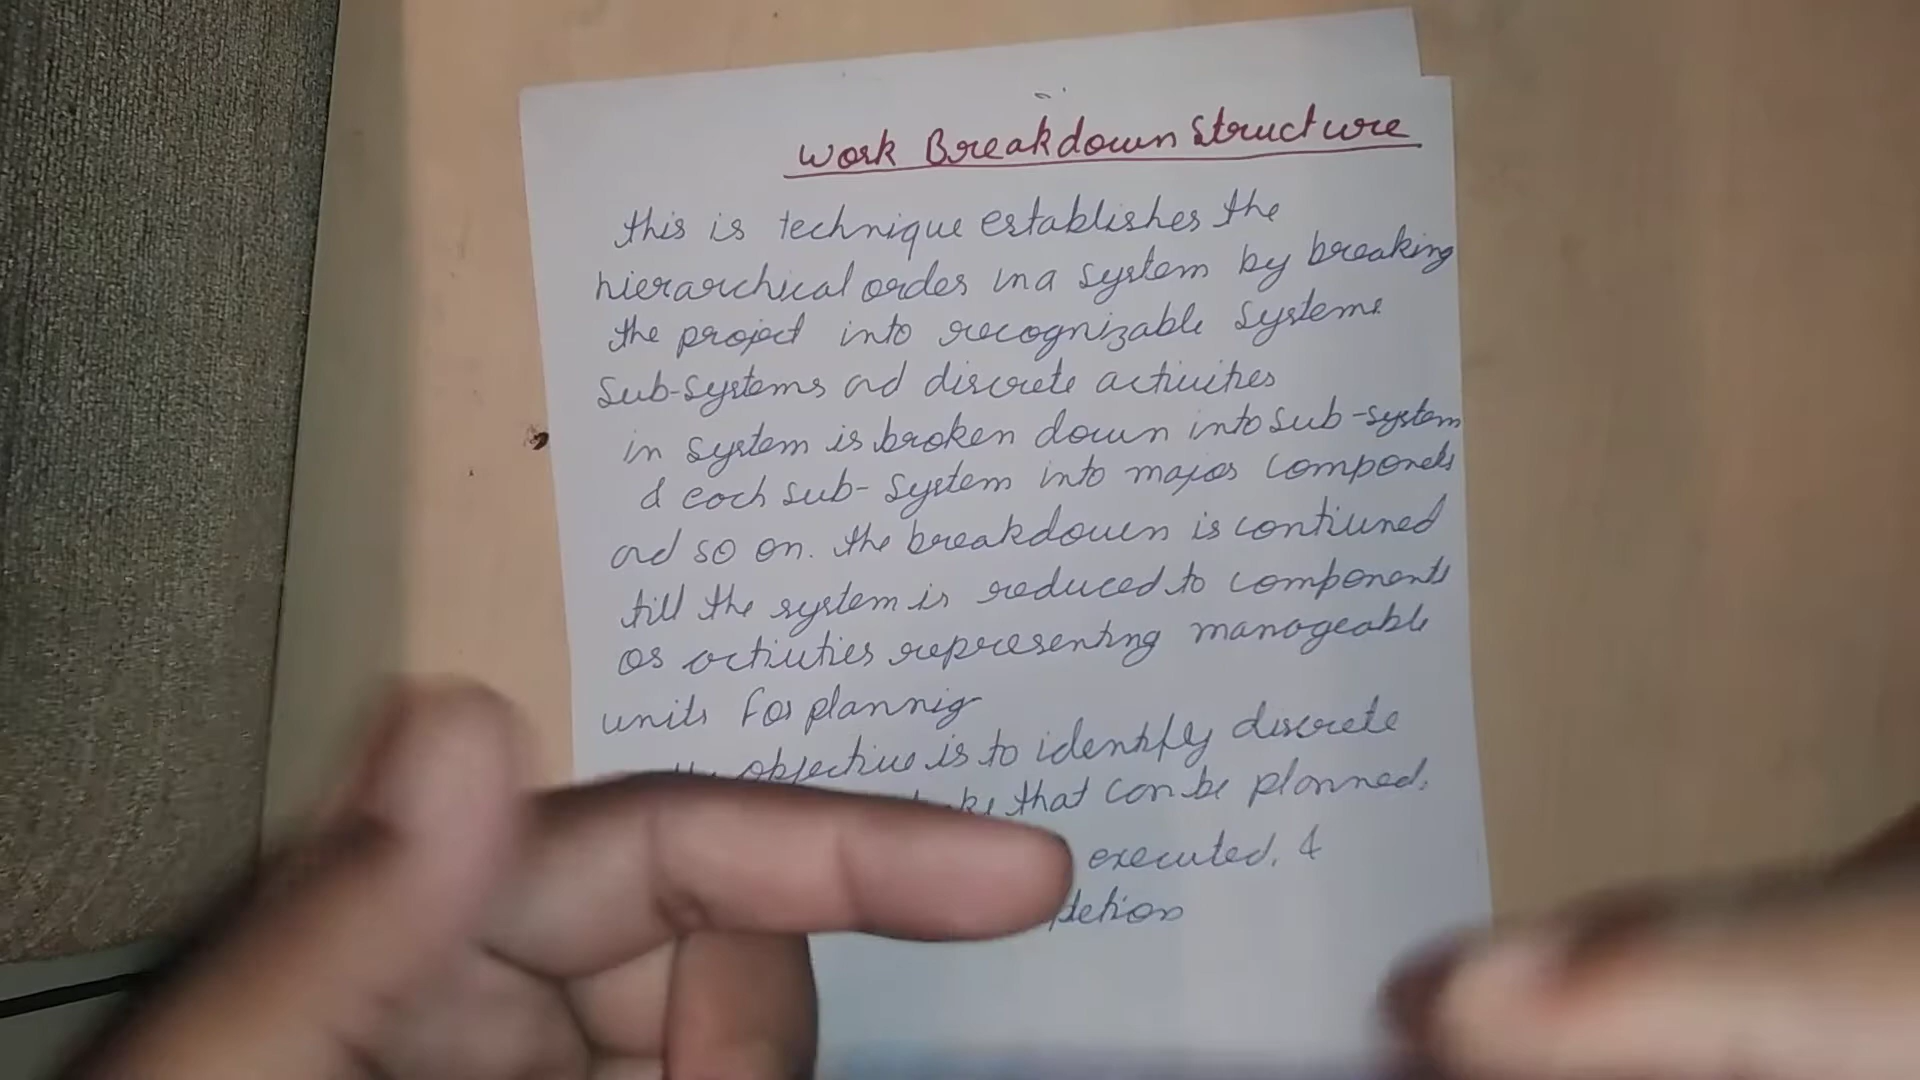 Work Breakdown Structure
this is technique establishes the
hierarchical order in a system by breaking
the project into recognizable systems
Sub-systems and discrete activities
in system is broken down into sub-system
& each sub-system into major componets
and so on. the breakdown is contiuned
till the system is reduced to components
or activities representing manageable
units for plannig
objective is to identify discrete
that can be planned,
executed, &